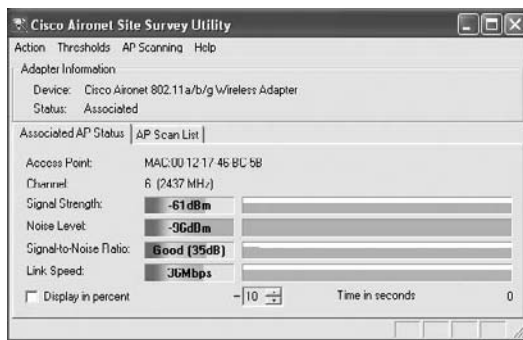 Cisco Aironet Site Survey Utility
Action Thresholds AP Scanning Help
Adapter Information
Device: Cisco Aironet 802.11a/b/g Wireless Adapter
Status: Associated
Associated AP Status AP Scan List
Access Point: MAC:00 12 17 46 BC 5B
Channel: 6 (2437 MHz)
Signal Strength: -61dBm
Noise Level: -96dBm
Signal-to-Noise Ratio: Good (35dB)
Link Speed: 36Mbps
Display in percent - 10 Time in seconds 0